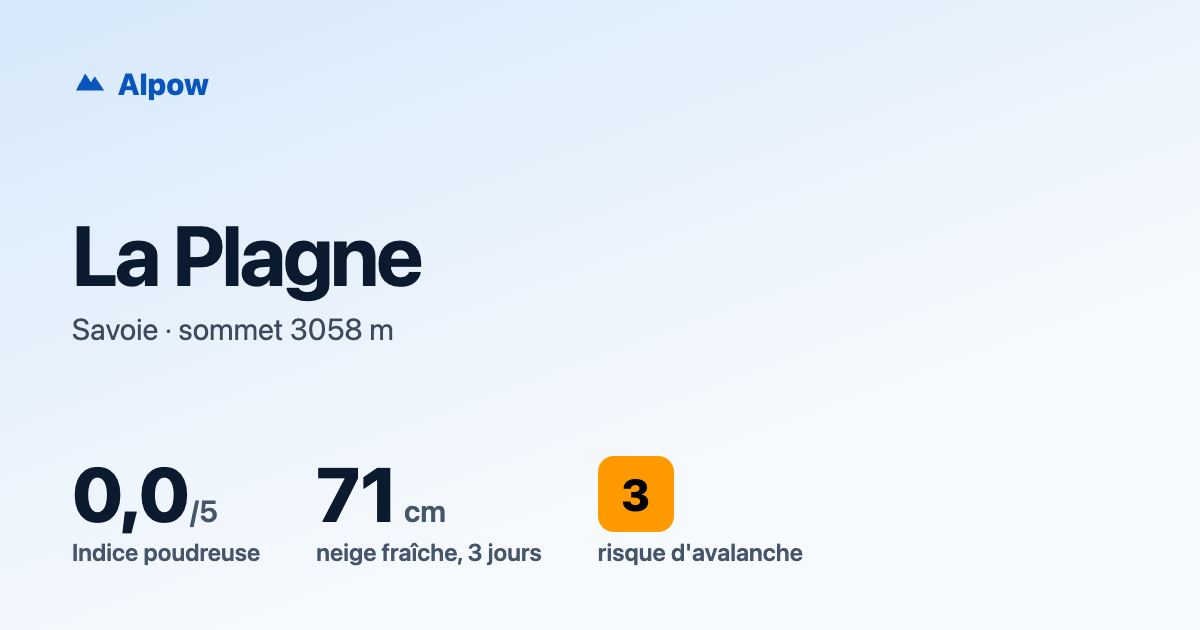 Alpow
La Plagne
Savoie · sommet 3058 m
0,0/5
Indice poudreuse
71 cm
neige fraîche, 3 jours
3
risque d'avalanche